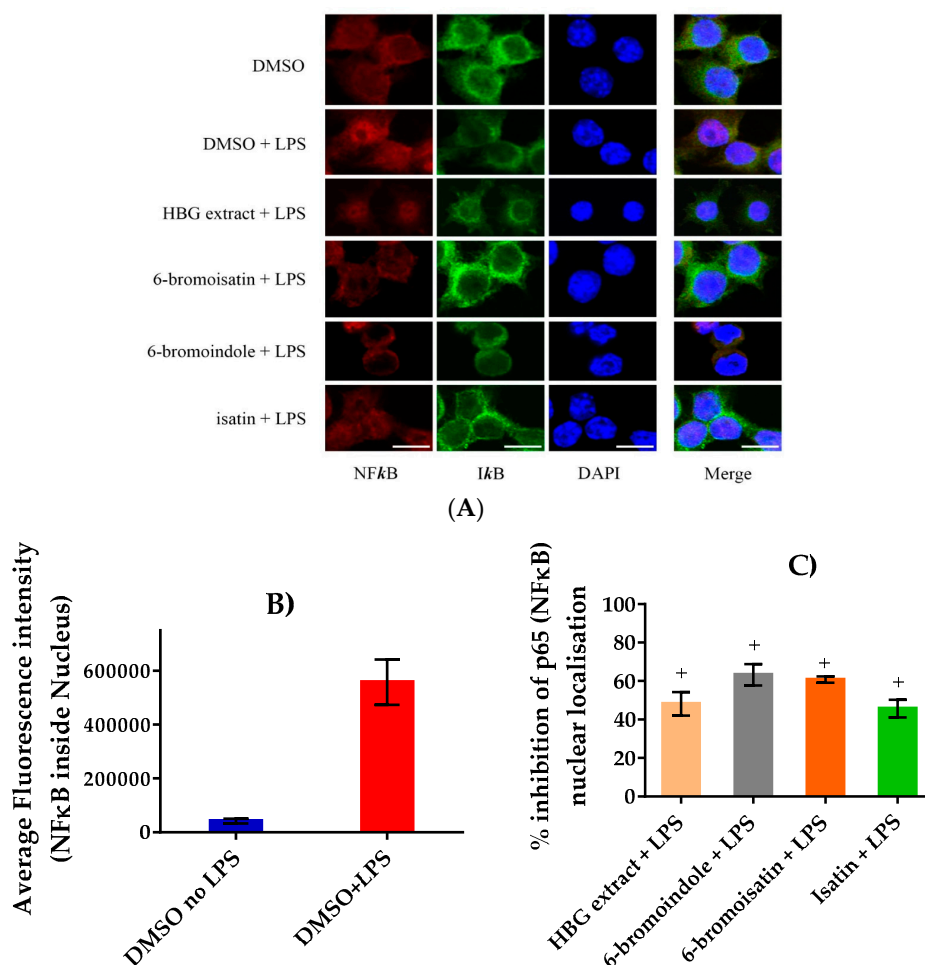 DMSO
DMSO + LPS
HBG extract + LPS
6-bromoisatin + LPS
6-bromoindole + LPS
isatin + LPS
NFkB IkB DAPI Merge
(A)
B)
Average Fluorescence intensity
(NFκB inside Nucleus)
600000
400000
200000
0
DMSO no LPS
DMSO+LPS
C)
% inhibition of p65 (NFκB)
nuclear localisation
100
80
60
40
20
0
+ + + +
HBG extract + LPS
6-bromoindole + LPS
6-bromoisatin + LPS
Isatin + LPS